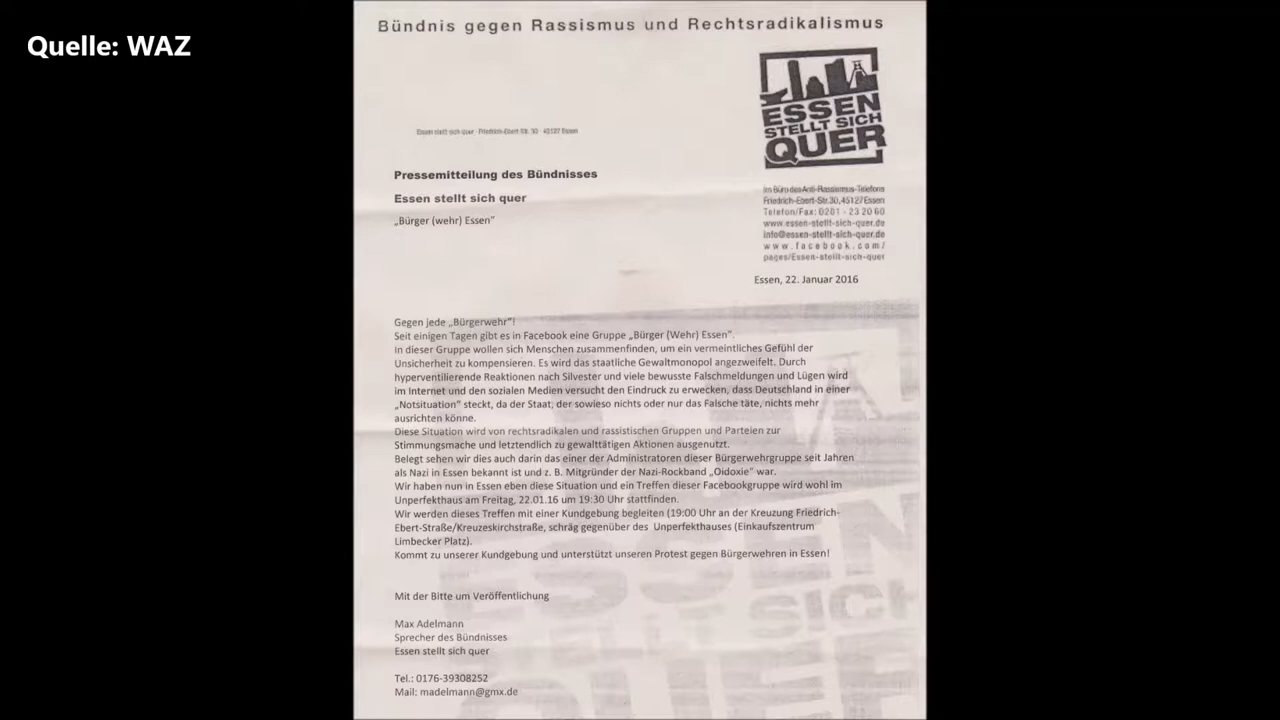 Quelle: WAZ
Bündnis gegen Rassismus und Rechtsradikalismus
ESSEN
STELLT SICH
QUER
Essen stellt sich quer · Friedrich-Ebert-Str. 30 · 45127 Essen
Pressemitteilung des Bündnisses
Essen stellt sich quer
„Bürger (wehr) Essen“
Im Büro des Anti-Rassismus-Telefons
Friedrich-Ebert-Str.30, 45127 Essen
Telefon/Fax: 0201 - 23 20 60
www.essen-stellt-sich-quer.de
info@essen-stellt-sich-quer.de
www.facebook.com/
pages/Essen-stellt-sich-quer
Essen, 22. Januar 2016
Gegen jede „Bürgerwehr“!
Seit einigen Tagen gibt es in Facebook eine Gruppe „Bürger (Wehr) Essen“.
In dieser Gruppe wollen sich Menschen zusammenfinden, um ein vermeintliches Gefühl der
Unsicherheit zu kompensieren. Es wird das staatliche Gewaltmonopol angezweifelt. Durch
hyperventilierende Reaktionen nach Silvester und viele bewusste Falschmeldungen und Lügen wird
im Internet und den sozialen Medien versucht den Eindruck zu erwecken, dass Deutschland in einer
„Notsituation“ steckt, da der Staat, der sowieso nichts oder nur das Falsche täte, nichts mehr
ausrichten könne.
Diese Situation wird von rechtsradikalen und rassistischen Gruppen und Parteien zur
Stimmungsmache und letztendlich zu gewalttätigen Aktionen ausgenutzt.
Belegt sehen wir dies auch darin das einer der Administratoren dieser Bürgerwehrgruppe seit Jahren
als Nazi in Essen bekannt ist und z. B. Mitgründer der Nazi-Rockband „Oidoxie“ war.
Wir haben nun in Essen eben diese Situation und ein Treffen dieser Facebookgruppe wird wohl im
Unperfekthaus am Freitag, 22.01.16 um 19:30 Uhr stattfinden.
Wir werden dieses Treffen mit einer Kundgebung begleiten (19:00 Uhr an der Kreuzung Friedrich-
Ebert-Straße/Kreuzeskirchstraße, schräg gegenüber des Unperfekthauses (Einkaufszentrum
Limbecker Platz).
Kommt zu unserer Kundgebung und unterstützt unseren Protest gegen Bürgerwehren in Essen!
Mit der Bitte um Veröffentlichung
Max Adelmann
Sprecher des Bündnisses
Essen stellt sich quer
Tel.: 0176-39308252
Mail: madelmann@gmx.de
ESSEN
STELLT SICH
QUER